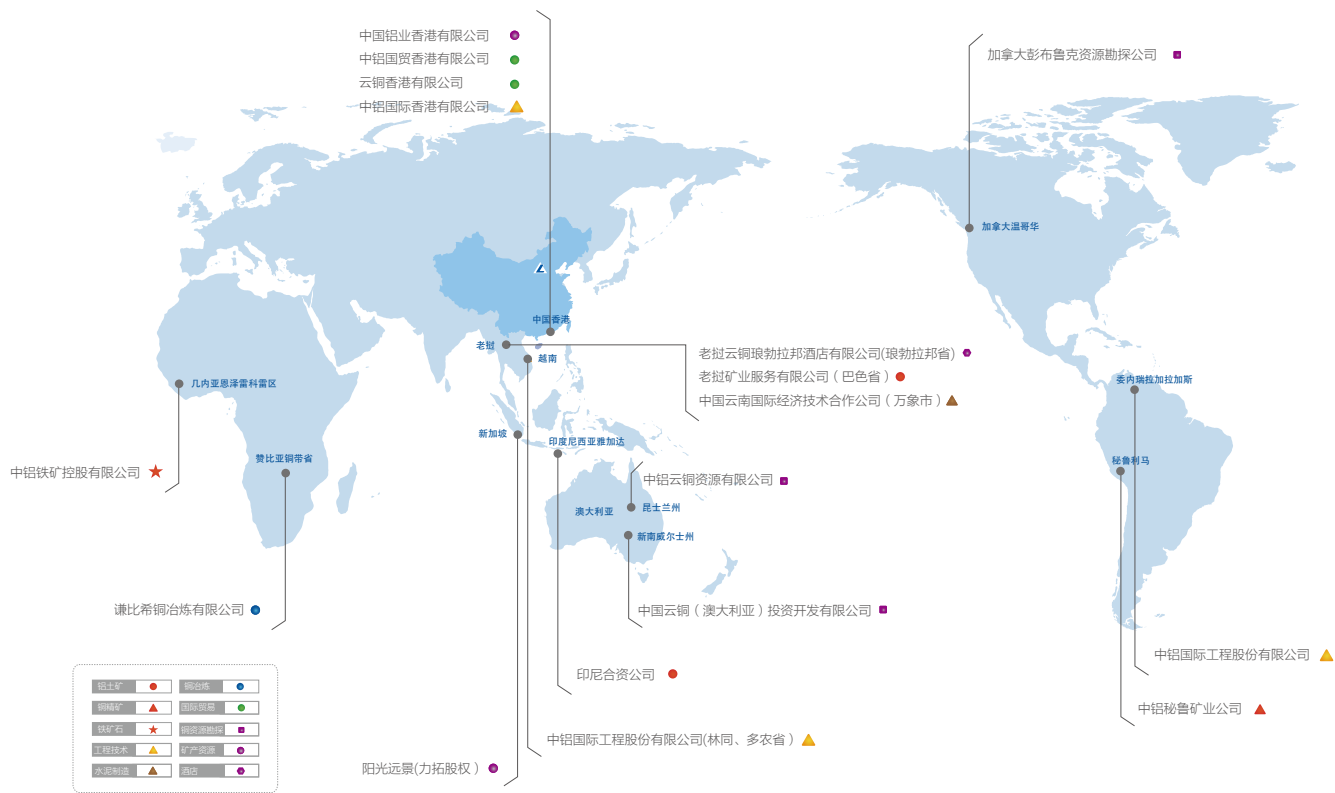 中国铝业香港有限公司
中铝国贸香港有限公司
云铜香港有限公司
中铝国际香港有限公司
加拿大彭布鲁克资源勘探公司
加拿大温哥华
中国香港
老挝
越南
老挝云铜琅勃拉邦酒店有限公司(琅勃拉邦省)
老挝矿业服务有限公司（巴色省）
中国云南国际经济技术合作公司（万象市）
几内亚恩泽雷科雷区
委内瑞拉加拉加斯
新加坡
印度尼西亚雅加达
赞比亚铜带省
秘鲁利马
中铝铁矿控股有限公司
中铝云铜资源有限公司
澳大利亚
昆士兰州
新南威尔士州
谦比希铜冶炼有限公司
中国云铜（澳大利亚）投资开发有限公司
中铝国际工程股份有限公司
印尼合资公司
中铝秘鲁矿业公司
中铝国际工程股份有限公司(林同、多农省）
阳光远景(力拓股权）
铝土矿
铜冶炼
铜精矿
国际贸易
铁矿石
铜资源勘探
工程技术
矿产资源
水泥制造
酒店